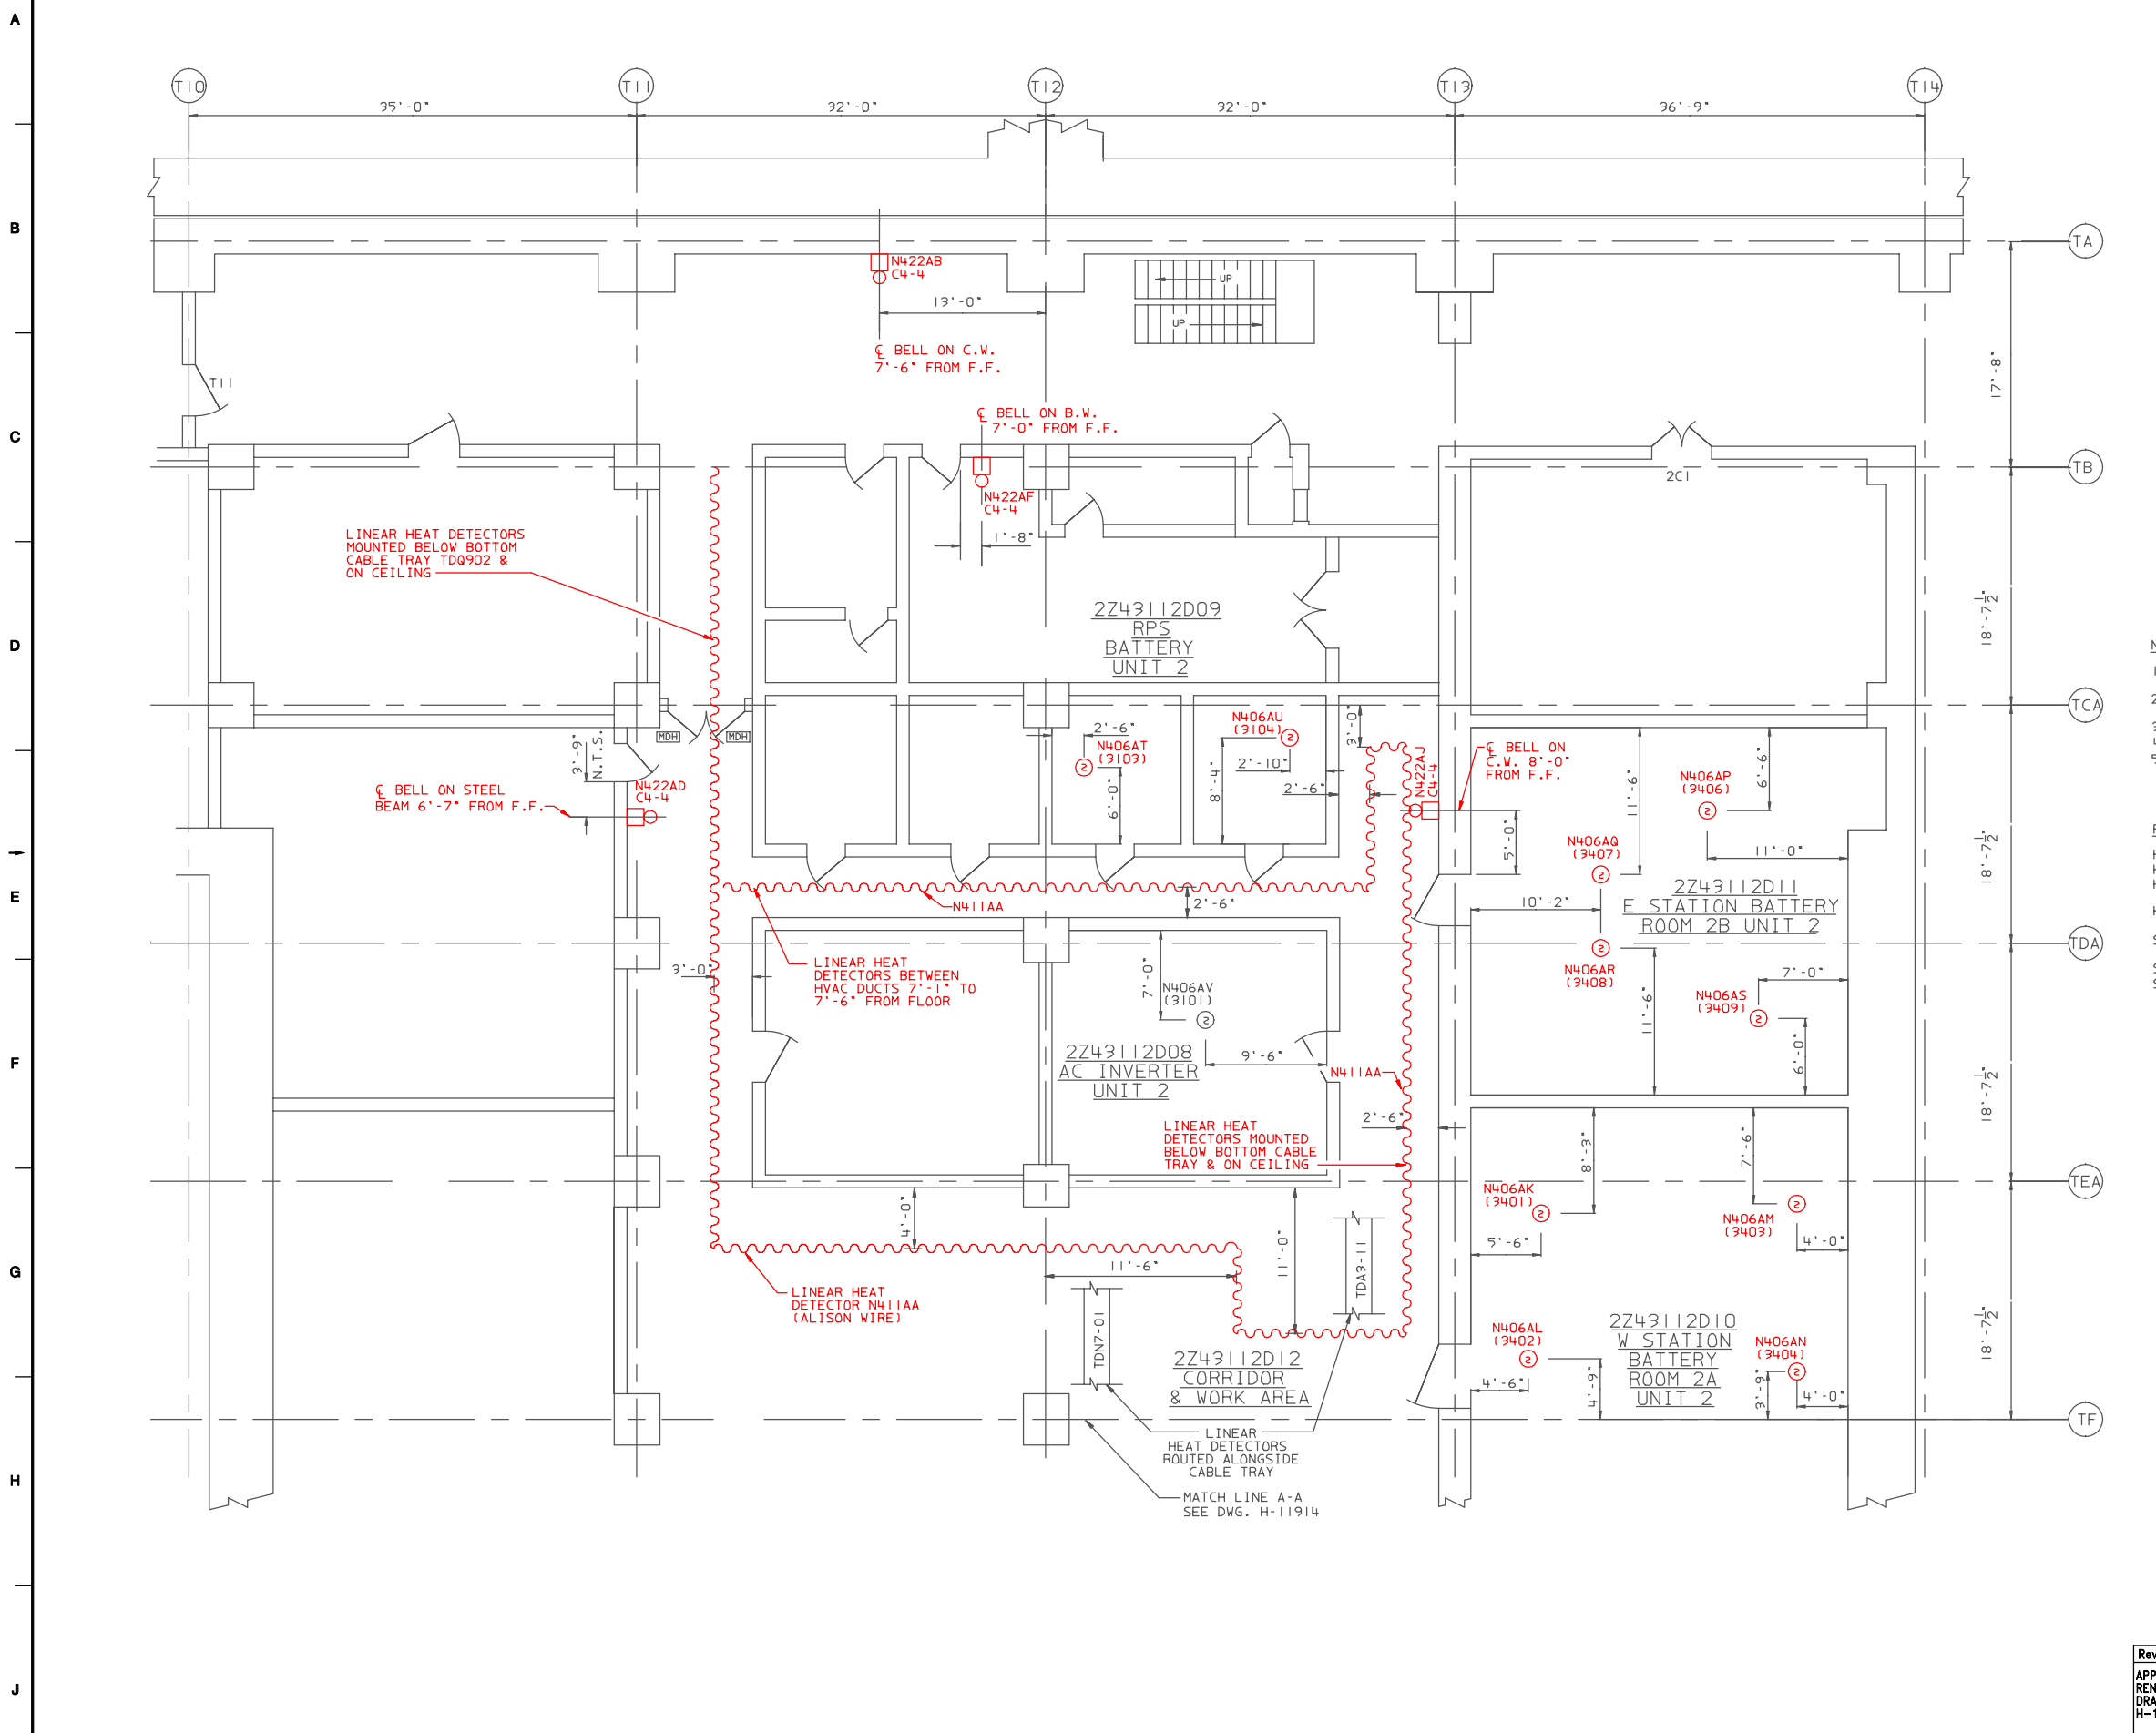 A
B
C
D
E
F
G
H
J
T10
T11
T12
T13
T14
35'-0"
32'-0"
32'-0"
36'-9"
TA
TB
TCA
TDA
TEA
TF
17'-8"
18'-7½"
18'-7½"
18'-7½"
18'-7½"
N422AB
C4-4
13'-0"
℄ BELL ON C.W.
7'-6" FROM F.F.
UP
UP
T11
℄ BELL ON B.W.
7'-0" FROM F.F.
N422AF
C4-4
1'-8"
2C1
LINEAR HEAT DETECTORS
MOUNTED BELOW BOTTOM
CABLE TRAY TDQ902 &
ON CEILING
2Z43112D09
RPS
BATTERY
UNIT 2
MDH
MDH
3'-9"
N.T.S.
N422AD
C4-4
℄ BELL ON STEEL
BEAM 6'-7" FROM F.F.
2'-6"
N406AT
(3103)
6'-0"
N406AU
(3104)
8'-4"
2'-10"
2'-6"
3'-0"
N422AJ
C4-4
℄ BELL ON
C.W. 8'-0"
FROM F.F.
5'-0"
11'-6"
6'-6"
N406AP
(3406)
11'-0"
N406AQ
(3407)
10'-2"
2Z43112D11
E STATION BATTERY
ROOM 2B UNIT 2
N406AR
(3408)
11'-6"
N406AS
(3409)
7'-0"
6'-0"
N411AA
2'-6"
3'-0"
LINEAR HEAT
DETECTORS BETWEEN
HVAC DUCTS 7'-1" TO
7'-6" FROM FLOOR
7'-0"
N406AV
(3101)
9'-6"
2Z43112D08
AC INVERTER
UNIT 2
N411AA
2'-6"
LINEAR HEAT
DETECTORS MOUNTED
BELOW BOTTOM CABLE
TRAY & ON CEILING
8'-3"
7'-6"
N406AK
(3401)
5'-6"
N406AM
(3403)
4'-0"
4'-0"
11'-6"
11'-0"
LINEAR HEAT
DETECTOR N411AA
(ALISON WIRE)
TDN7-01
TDA3-11
2Z43112D12
CORRIDOR
& WORK AREA
N406AL
(3402)
4'-6"
4'-9"
2Z43112D10
W STATION
BATTERY
ROOM 2A
UNIT 2
N406AN
(3404)
3'-9"
4'-0"
LINEAR
HEAT DETECTORS
ROUTED ALONGSIDE
CABLE TRAY
MATCH LINE A-A
SEE DWG. H-11914
Rev
APP
REN
DRA